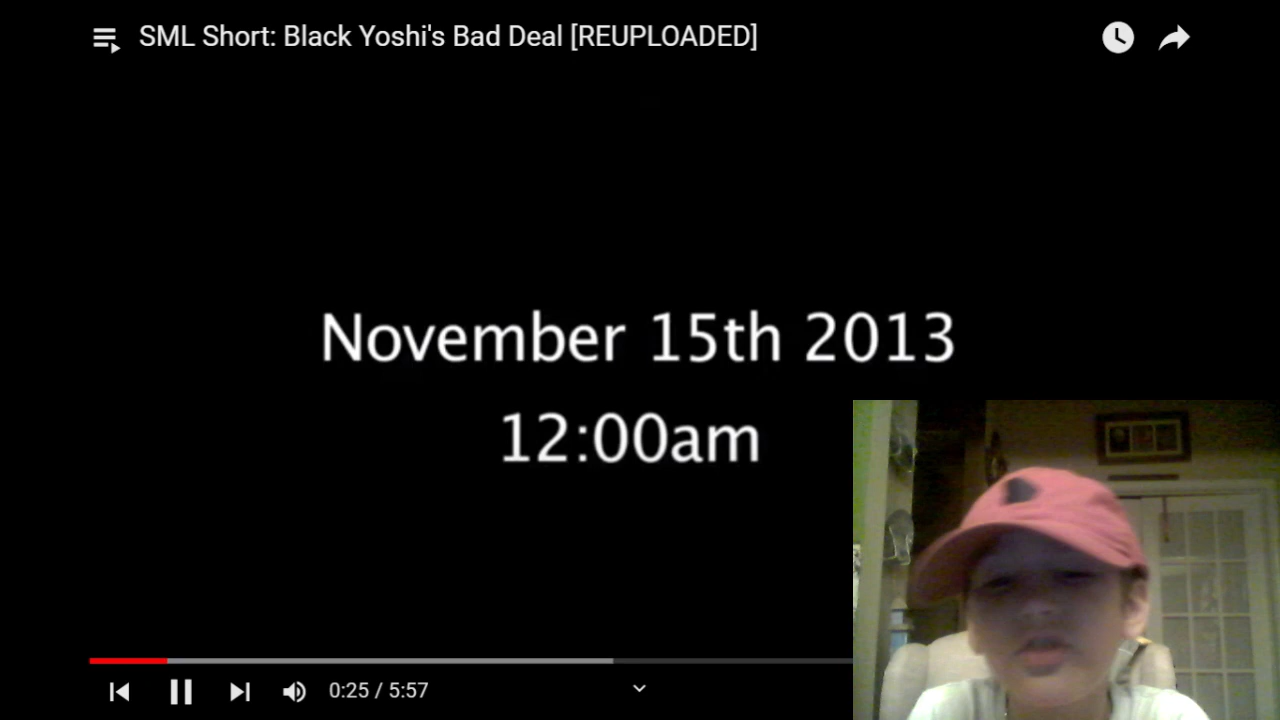 SML Short: Black Yoshi's Bad Deal [REUPLOADED]
November 15th 2013
12:00am
0:25 / 5:57